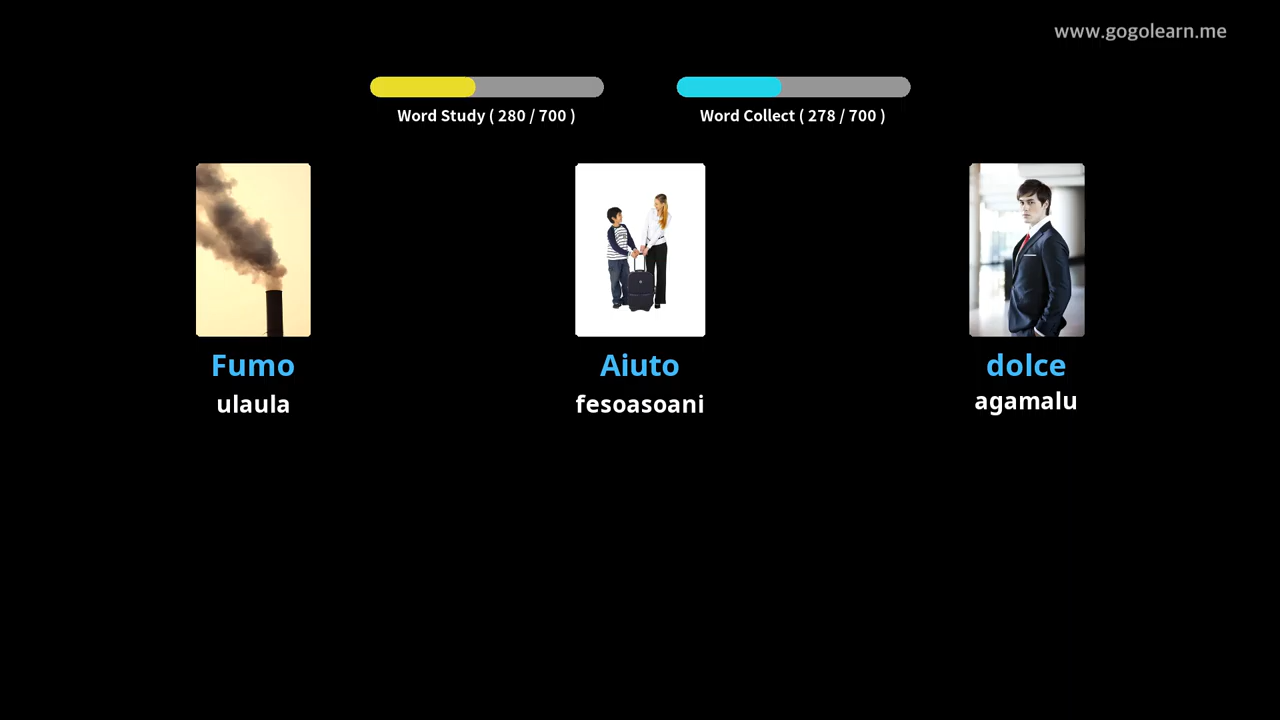 www.gogolearn.me
Word Study ( 280 / 700 )
Word Collect ( 278 / 700 )
Fumo
ulaula
Aiuto
fesoasoani
dolce
agamalu